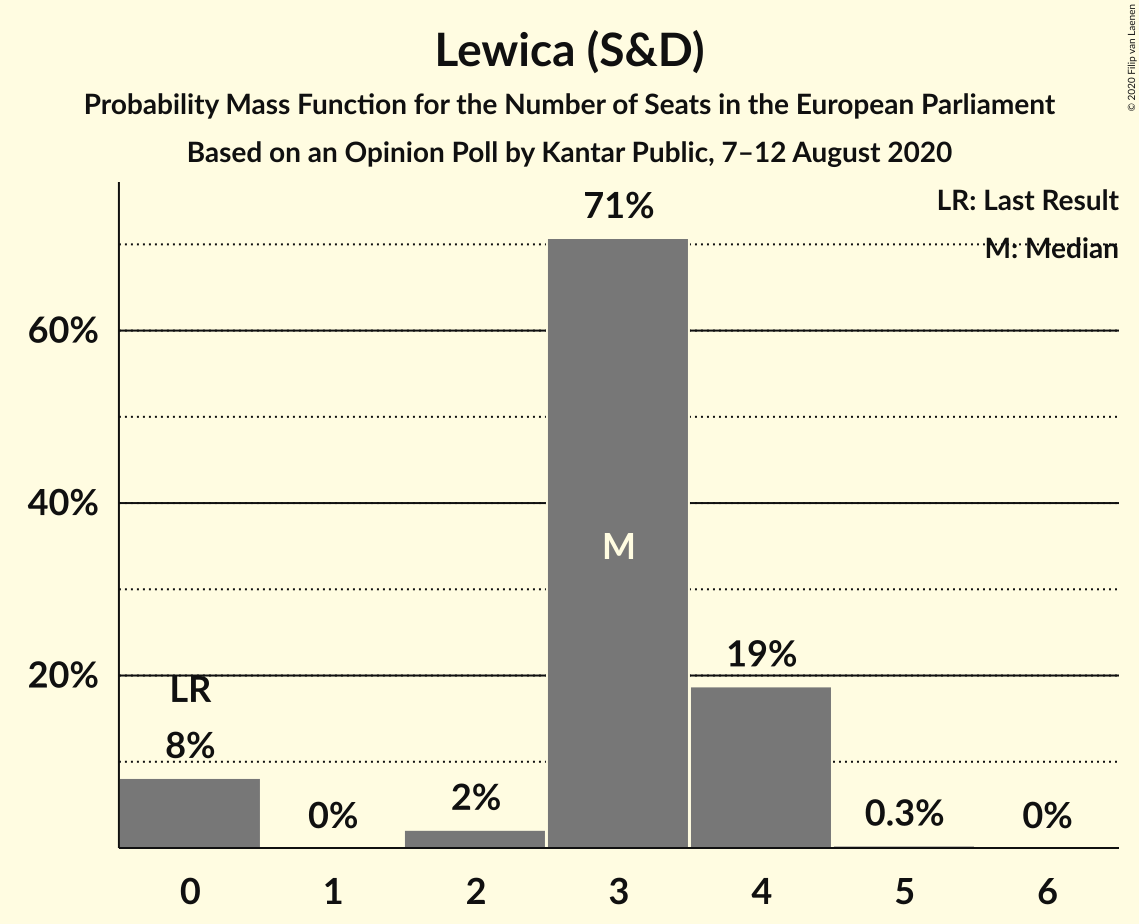 Lewica (S&D)
Probability Mass Function for the Number of Seats in the European Parliament
Based on an Opinion Poll by Kantar Public, 7–12 August 2020
© 2020 Filip van Laenen
LR: Last Result
M: Median
71%
60%
40%
M
20%
19%
LR
8%
0%
2%
0.3%
0%
0 1 2 3 4 5 6